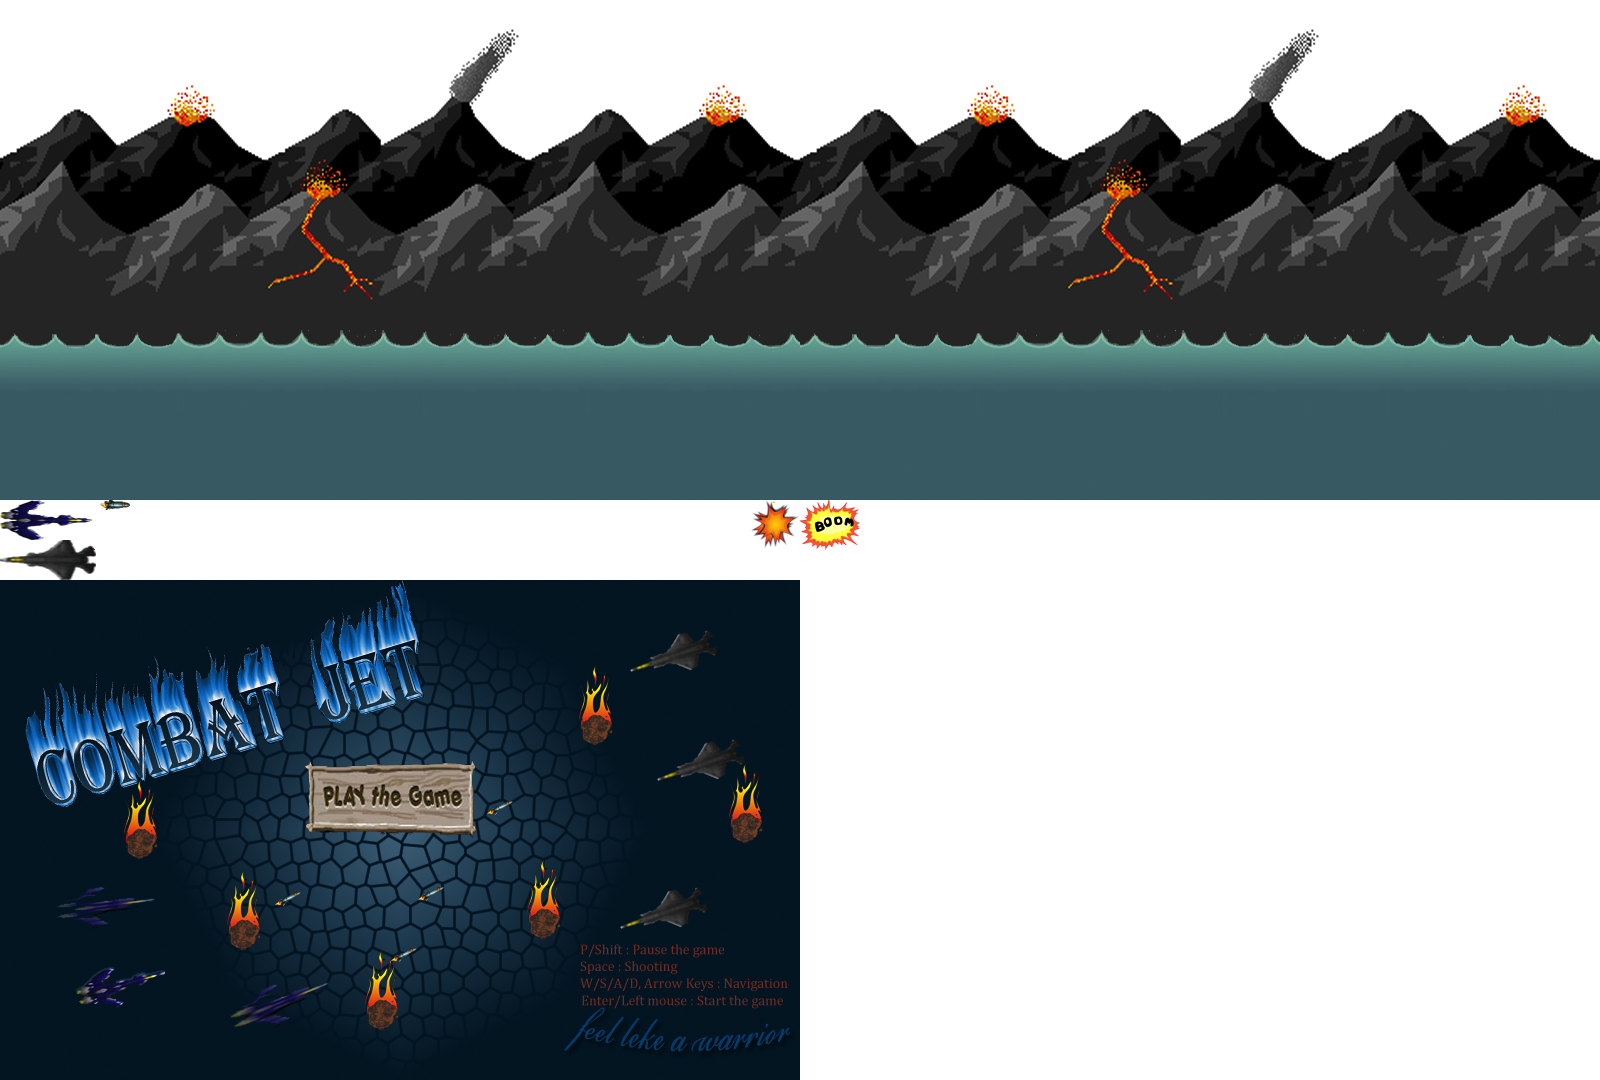 BOOM
COMBAT JET
PLAY the Game
P/Shift : Pause the game
Space : Shooting
W/S/A/D, Arrow Keys : Navigation
Enter/Left mouse : Start the game
feel leke a warrior